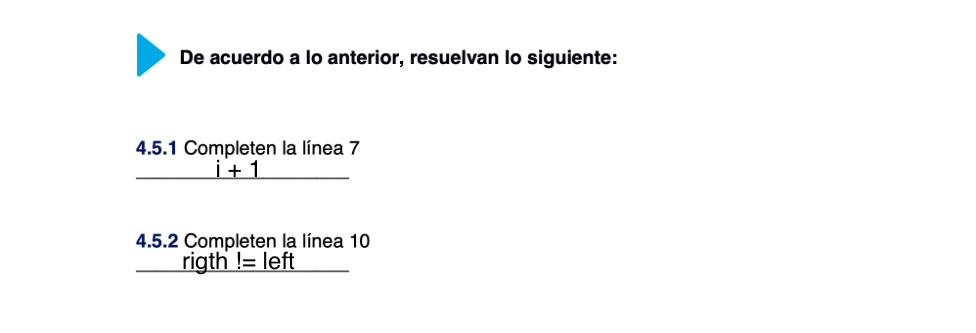 De acuerdo a lo anterior, resuelvan lo siguiente:
4.5.1 Completen la línea 7
i + 1
4.5.2 Completen la línea 10
rigth != left